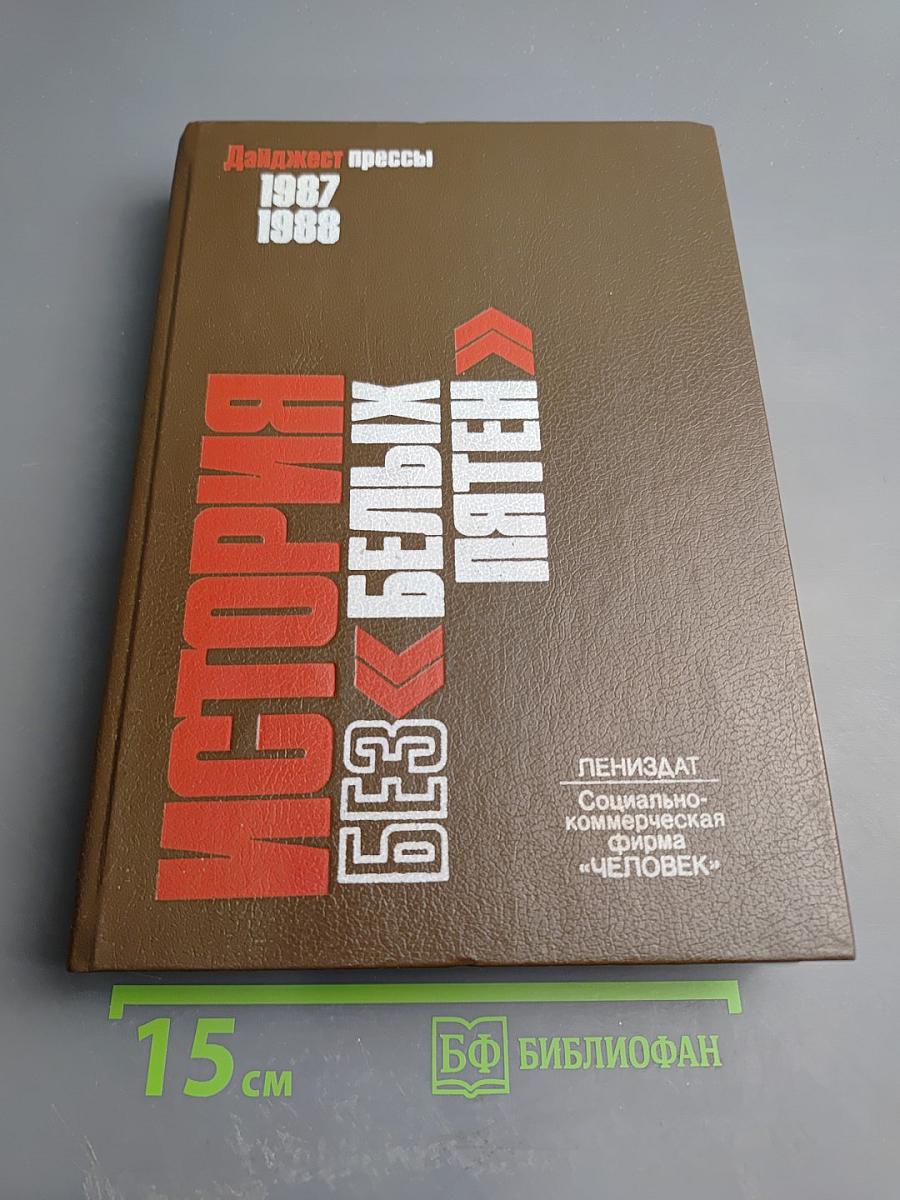 Дайджест прессы
1987
1988
ИСТОРИЯ
БЕЗ «БЕЛЫХ
ПЯТЕН»
ЛЕНИЗДАТ
Социально-
коммерческая
фирма
«ЧЕЛОВЕК»
15 см
БФ БИБЛИОФАН